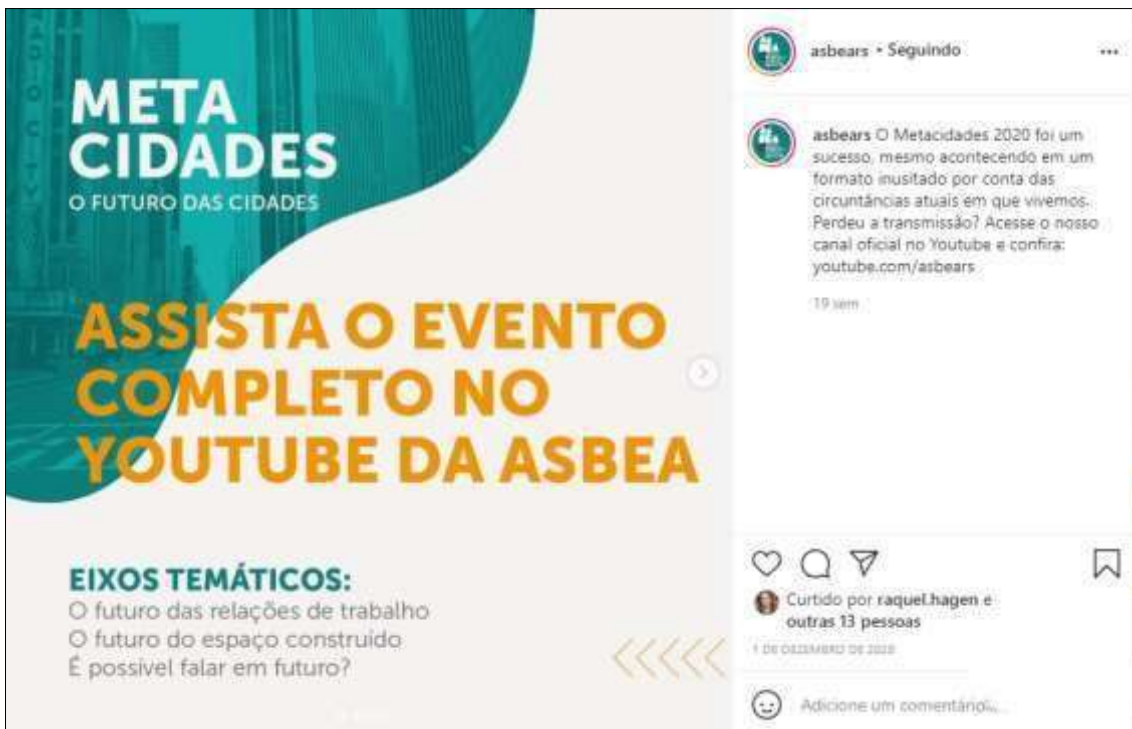 META
CIDADES
O FUTURO DAS CIDADES
ASSISTA O EVENTO
COMPLETO NO
YOUTUBE DA ASBEA
EIXOS TEMÁTICOS:
O futuro das relações de trabalho
O futuro do espaço construído
É possível falar em futuro?
asbears • Seguindo
asbears O Metacidades 2020 foi um
sucesso, mesmo acontecendo em um
formato inusitado por conta das
circuntâncias atuais em que vivemos.
Perdeu a transmissão? Acesse o nosso
canal oficial no Youtube e confira:
youtube.com/asbears
19 sem
Curtido por raquel.hagen e
outras 13 pessoas
1 DE DEZEMBRO DE 2020
Adicione um comentário...